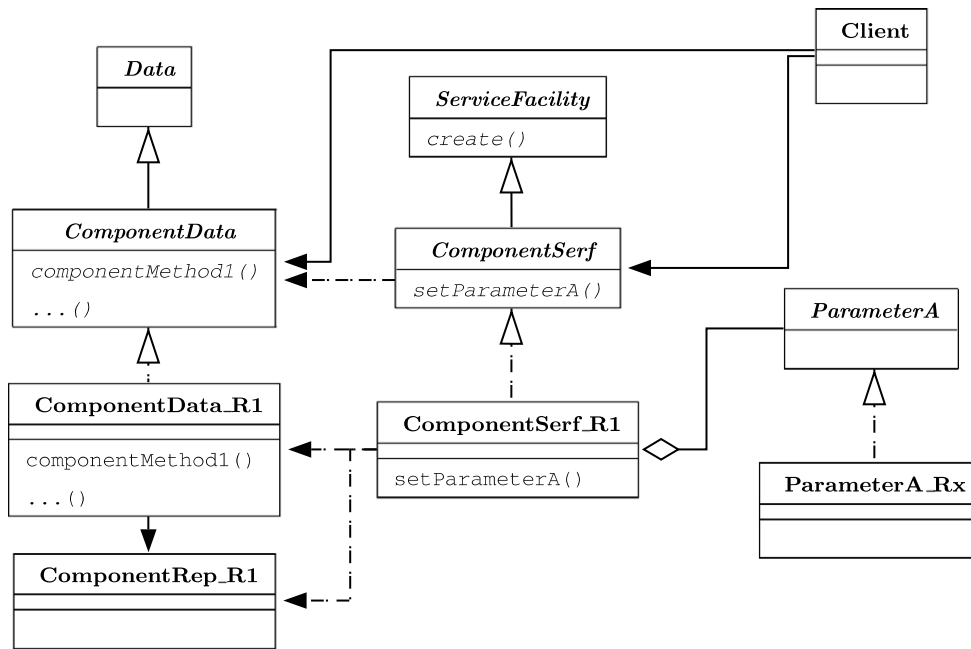 Client
Data
ServiceFacility
create()
ComponentData
componentMethod1()
...()
ComponentSerf
setParameterA()
ParameterA
ComponentData_R1
componentMethod1()
...()
ComponentSerf_R1
setParameterA()
ParameterA_Rx
ComponentRep_R1